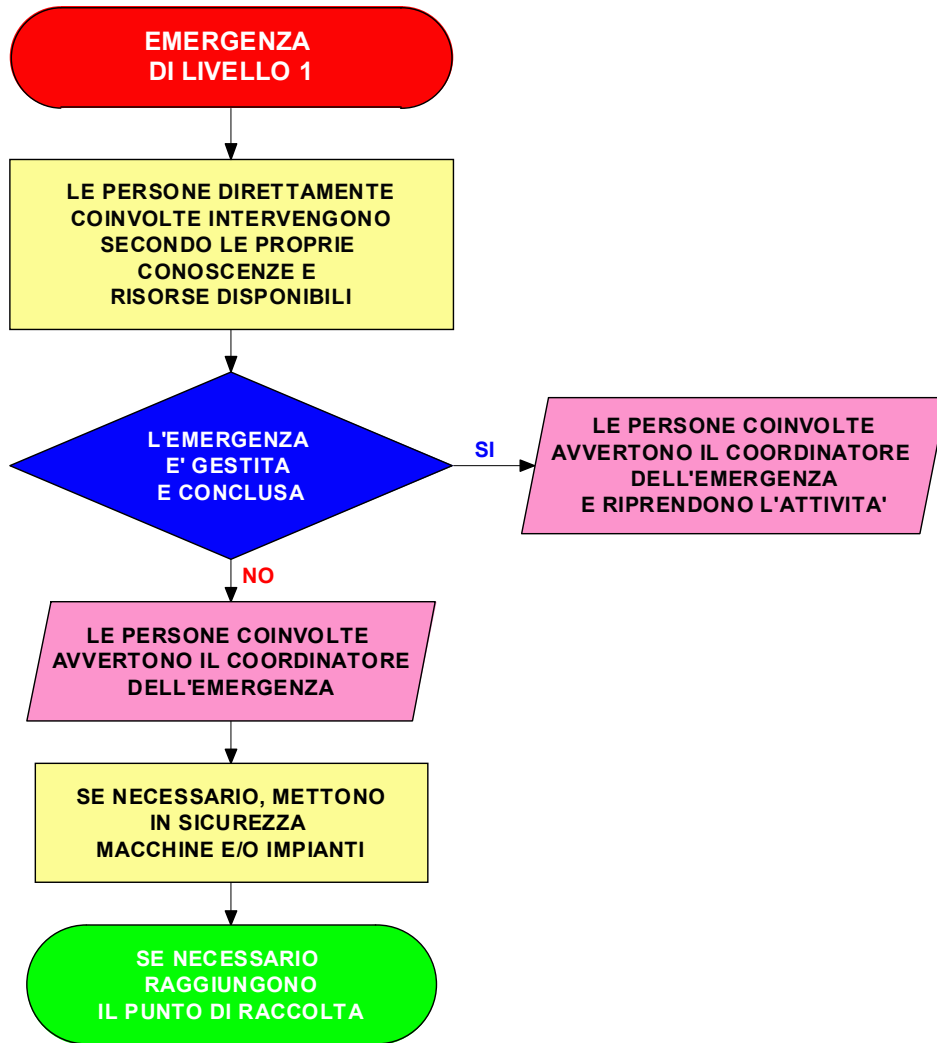 EMERGENZA
DI LIVELLO 1
LE PERSONE DIRETTAMENTE
COINVOLTE INTERVENGONO
SECONDO LE PROPRIE
CONOSCENZE E
RISORSE DISPONIBILI
L'EMERGENZA
E' GESTITA
E CONCLUSA
SI
LE PERSONE COINVOLTE
AVVERTONO IL COORDINATORE
DELL'EMERGENZA
E RIPRENDONO L'ATTIVITA'
NO
LE PERSONE COINVOLTE
AVVERTONO IL COORDINATORE
DELL'EMERGENZA
SE NECESSARIO, METTONO
IN SICUREZZA
MACCHINE E/O IMPIANTI
SE NECESSARIO
RAGGIUNGONO
IL PUNTO DI RACCOLTA